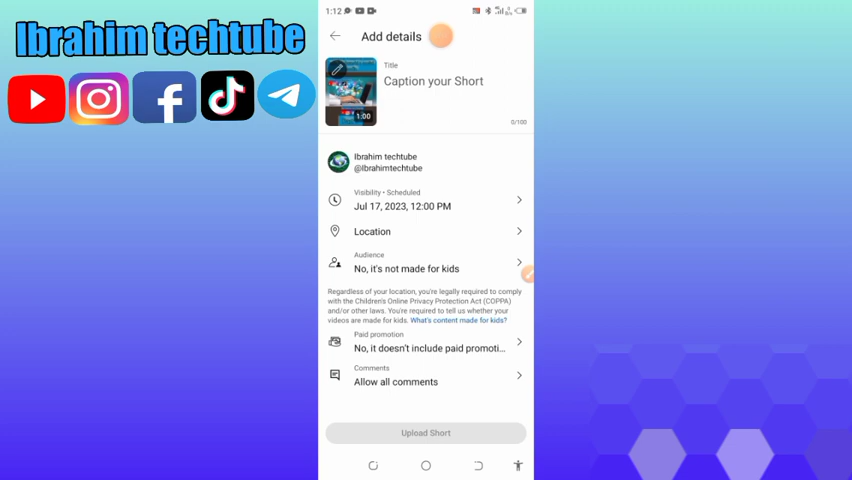 Ibrahim techtube
1:12
Add details
Title
Caption your Short
1:00
0/100
Ibrahim techtube
@Ibrahimtechtube
Visibility • Scheduled
Jul 17, 2023, 12:00 PM
Location
Audience
No, it's not made for kids
Regardless of your location, you're legally required to comply
with the Children's Online Privacy Protection Act (COPPA)
and/or other laws. You're required to tell us whether your
videos are made for kids. What's content made for kids?
Paid promotion
No, it doesn't include paid promoti...
Comments
Allow all comments
Upload Short